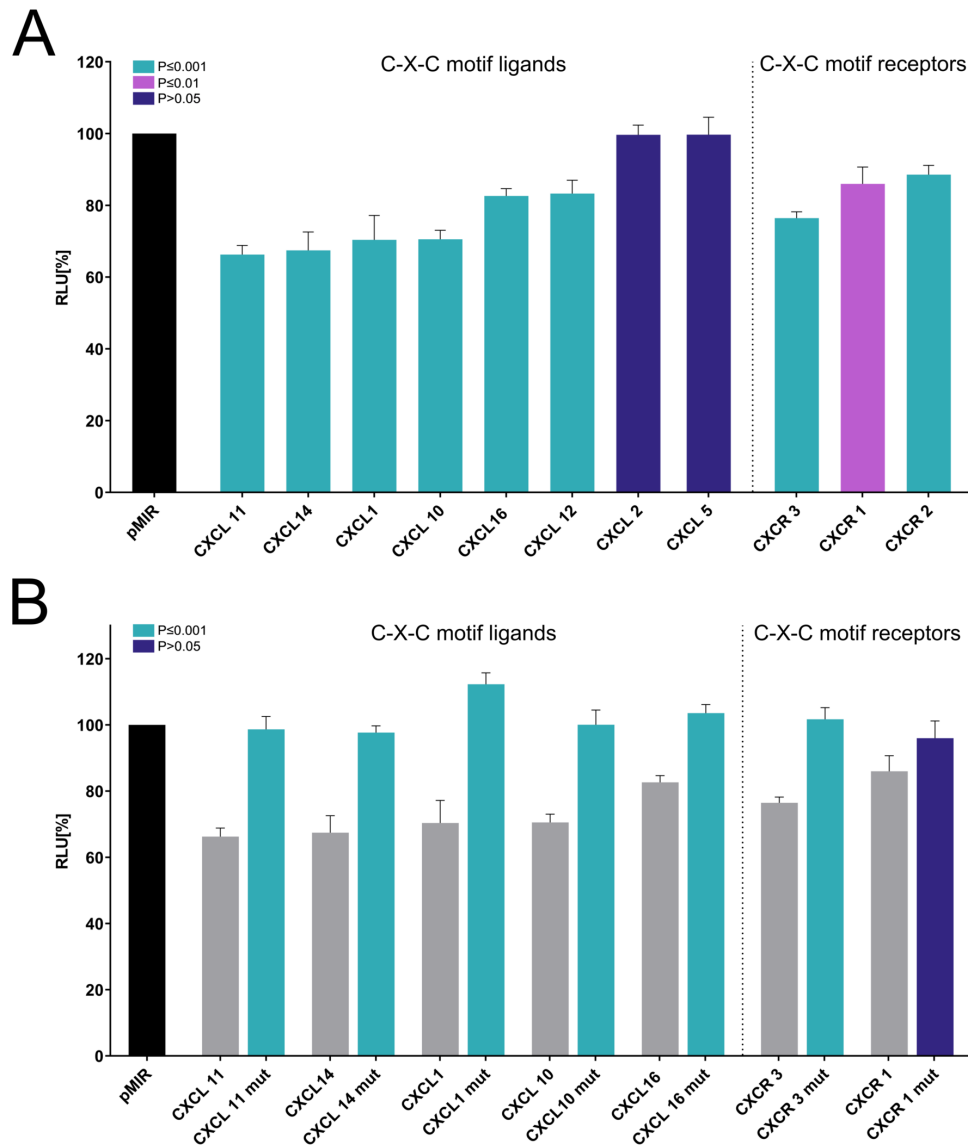 A
C-X-C motif ligands
C-X-C motif receptors
P≤0.001
P≤0.01
P>0.05
RLU[%]
120
100
80
60
40
20
0
pMIR
CXCL 11
CXCL14
CXCL1
CXCL 10
CXCL16
CXCL 12
CXCL 2
CXCL 5
CXCR 3
CXCR 1
CXCR 2
B
C-X-C motif ligands
C-X-C motif receptors
P≤0.001
P>0.05
RLU[%]
120
100
80
60
40
20
0
pMIR
CXCL 11
CXCL 11 mut
CXCL14
CXCL 14 mut
CXCL1
CXCL1 mut
CXCL 10
CXCL10 mut
CXCL16
CXCL 16 mut
CXCR 3
CXCR 3 mut
CXCR 1
CXCR 1 mut